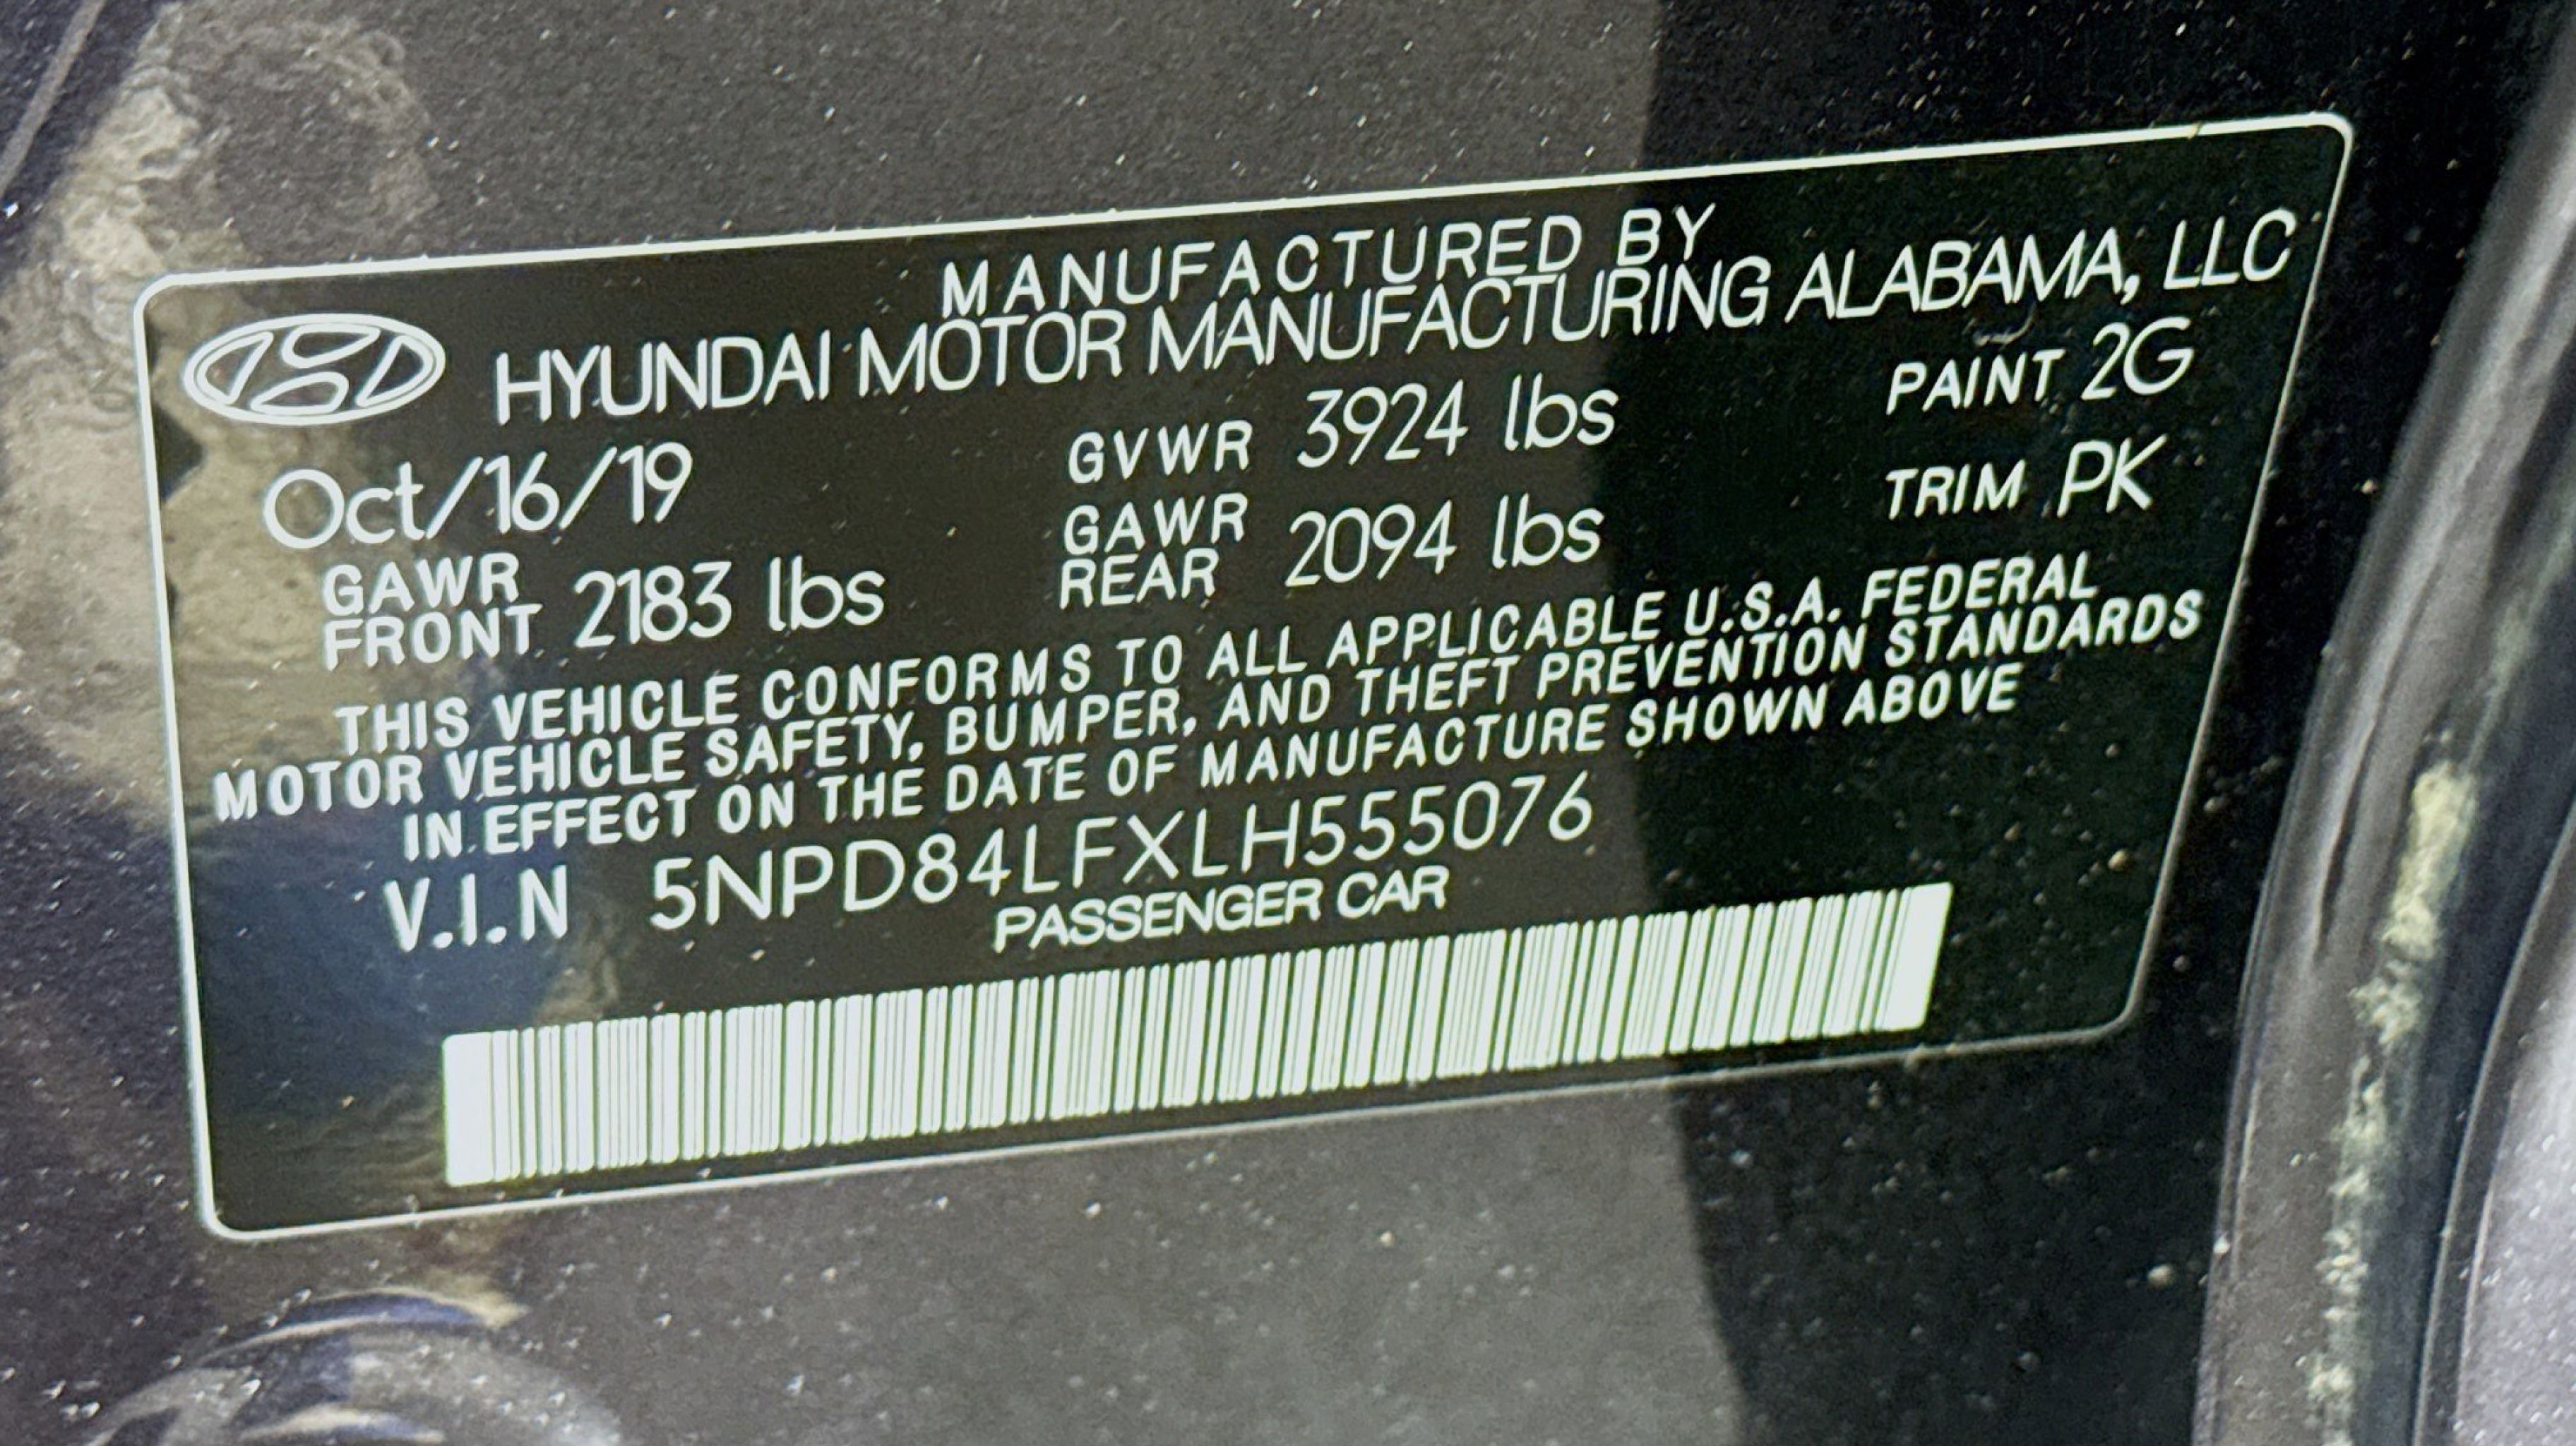 MANUFACTURED BY
HYUNDAI MOTOR MANUFACTURING ALABAMA, LLC
Oct/16/19 GVWR 3924 lbs PAINT 2G
GAWR FRONT 2183 lbs GAWR REAR 2094 lbs TRIM PK
THIS VEHICLE CONFORMS TO ALL APPLICABLE U.S.A. FEDERAL
MOTOR VEHICLE SAFETY, BUMPER, AND THEFT PREVENTION STANDARDS
IN EFFECT ON THE DATE OF MANUFACTURE SHOWN ABOVE
V.I.N 5NPD84LFXLH555076
PASSENGER CAR